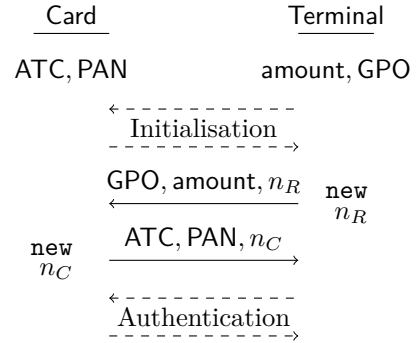 Card Terminal
ATC, PAN amount, GPO
Initialisation
GPO, amount, n_R
new
n_R
ATC, PAN, n_C
new
n_C
Authentication